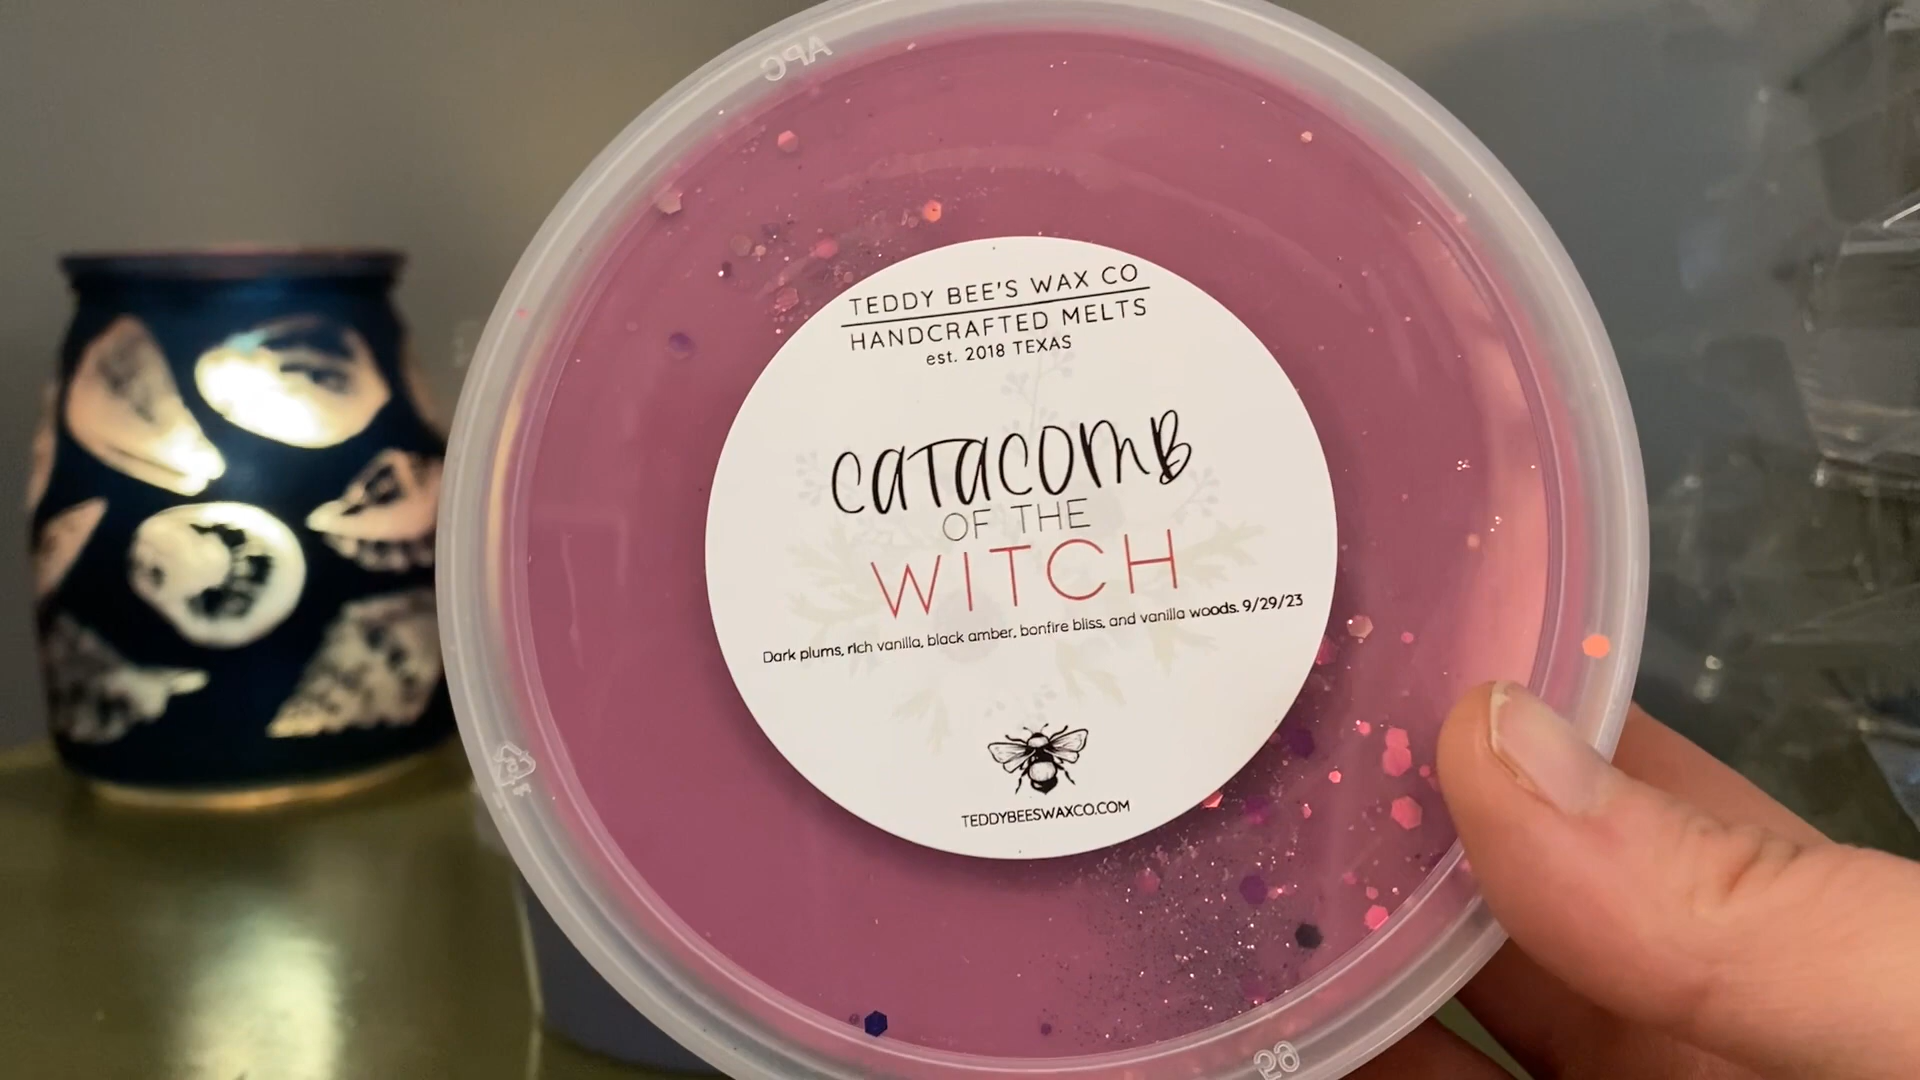 APC
TEDDY BEE'S WAX CO
HANDCRAFTED MELTS
est. 2018 TEXAS
CATACOMB
OF THE
WITCH
Dark plums, rich vanilla, black amber, bonfire bliss, and vanilla woods. 9/29/23
TEDDYBEESWAXCO.COM